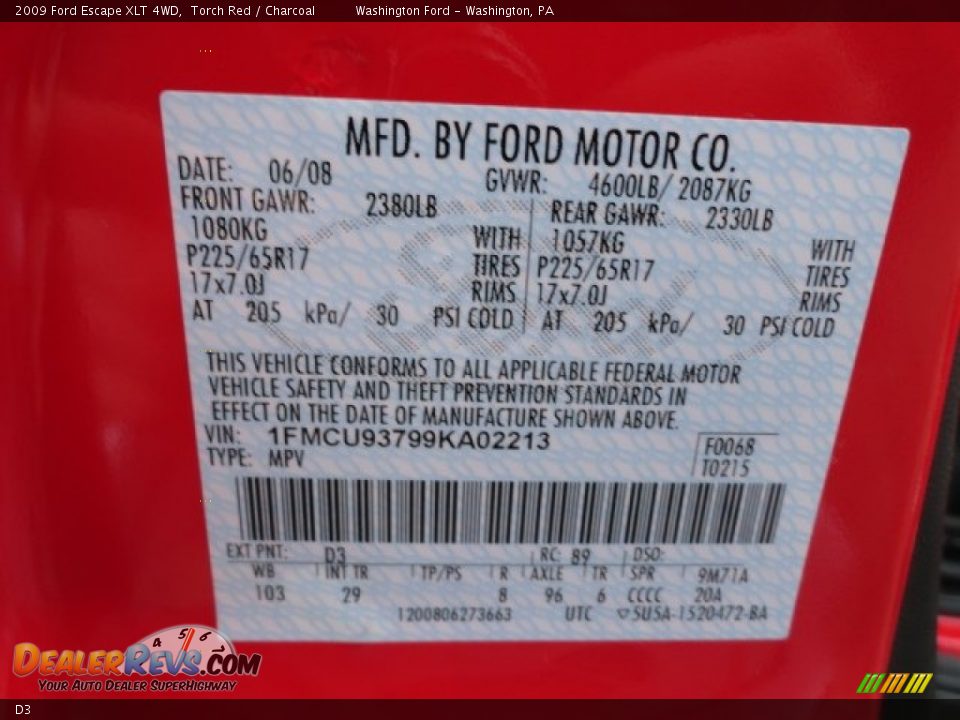 2009 Ford Escape XLT 4WD, Torch Red / Charcoal Washington Ford - Washington, PA
MFD. BY FORD MOTOR CO.
DATE: 06/08 GVWR: 4600LB/ 2087KG
FRONT GAWR: 2380LB REAR GAWR: 2330LB
1080KG WITH 1057KG WITH
P225/65R17 TIRES P225/65R17 TIRES
17x7.0J RIMS 17x7.0J RIMS
AT 205 kPa/ 30 PSI COLD AT 205 kPa/ 30 PSI COLD
THIS VEHICLE CONFORMS TO ALL APPLICABLE FEDERAL MOTOR
VEHICLE SAFETY AND THEFT PREVENTION STANDARDS IN
EFFECT ON THE DATE OF MANUFACTURE SHOWN ABOVE.
VIN: 1FMCU93799KA02213 F0068
TYPE: MPV T0215
EXT PNT: D3 RC: 89 DSO:
WB INT TR TP/PS R AXLE TR SPR 9M71A
103 29 8 96 6 CCCC 20A
1200806273663 UTC ▽5U5A-1520472-BA
4 5 6
DEALERREVS.COM
YOUR AUTO DEALER SUPERHIGHWAY
D3